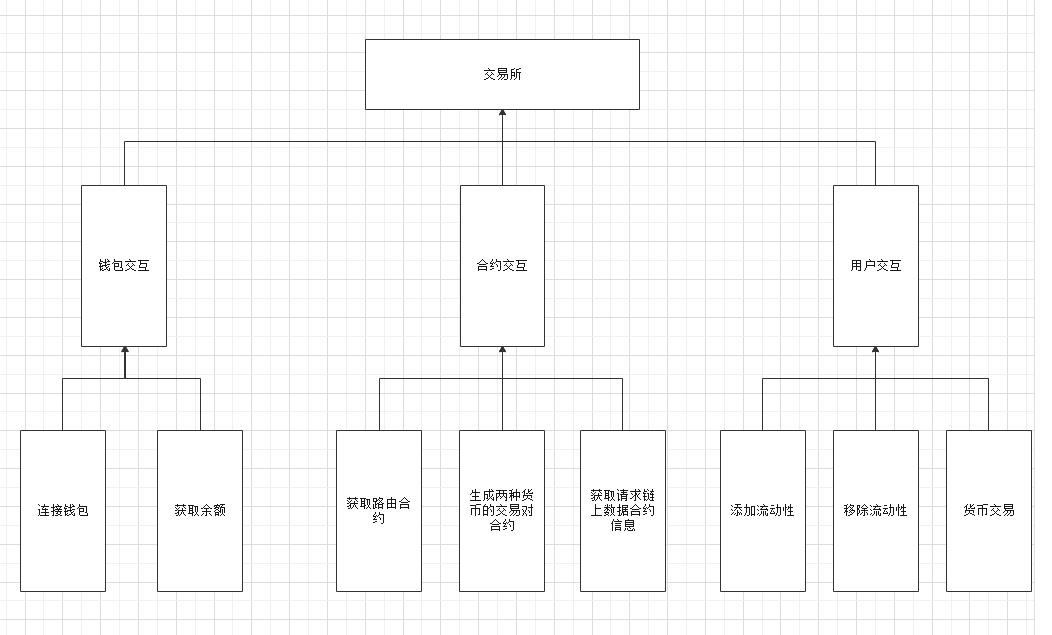 交易所
钱包交互
合约交互
用户交互
连接钱包
获取余额
获取路由合
约
生成两种货
币的交易对
合约
获取请求链
上数据合约
信息
添加流动性
移除流动性
货币交易